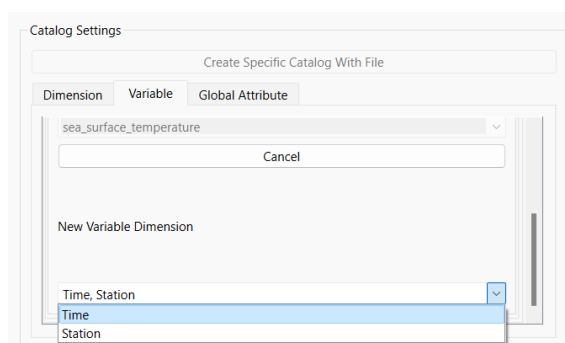 Catalog Settings
Create Specific Catalog With File
Dimension Variable Global Attribute
sea_surface_temperature
Cancel
New Variable Dimension
Time, Station
Time
Station